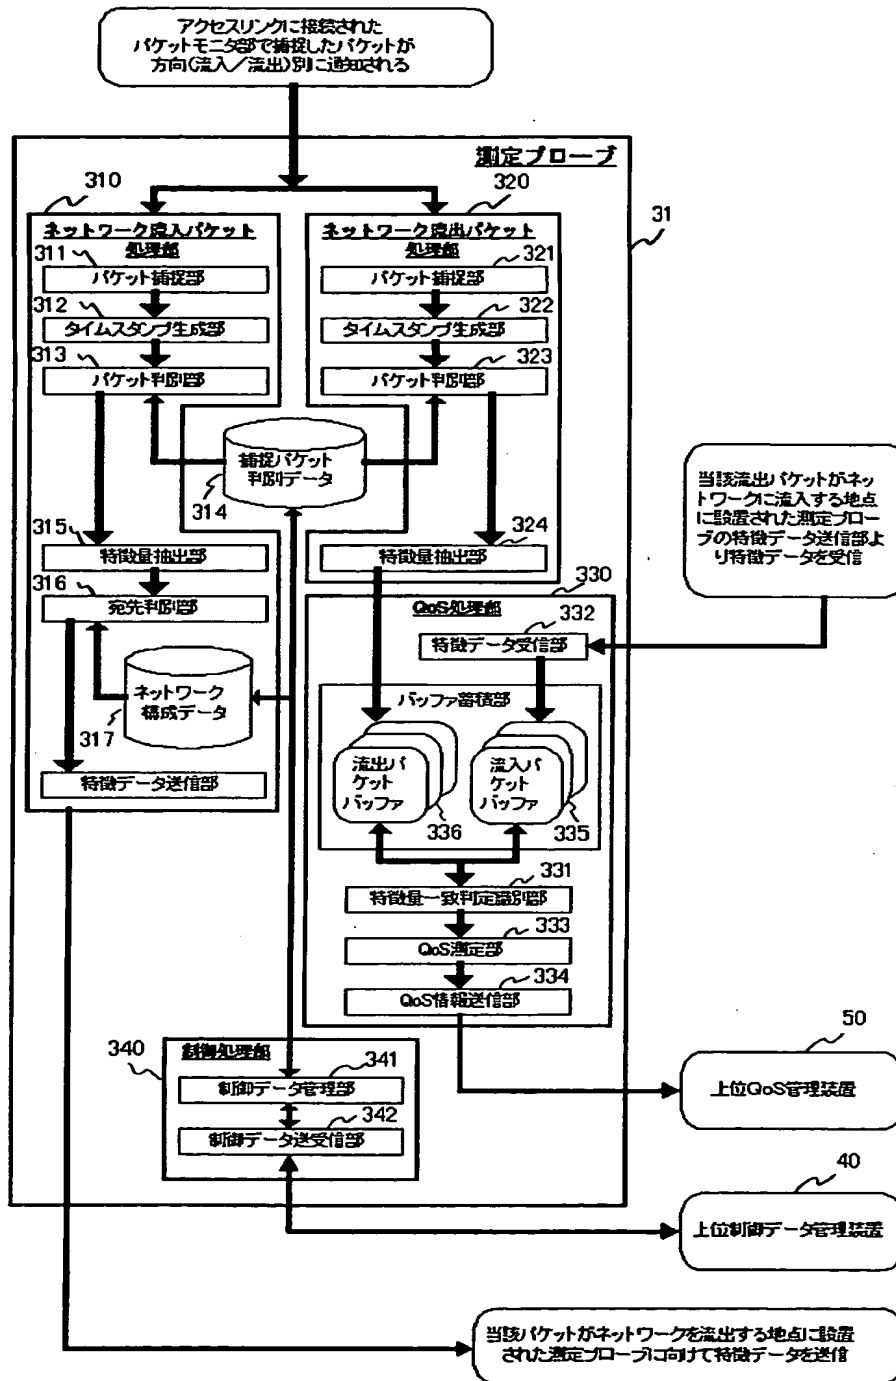 アクセスリンクに接続された
パケットモニタ部で捕捉したパケットが
方向(流入／流出)別に通知される
測定プローブ
310
320
31
ネットワーク流入パケット
処理部
ネットワーク流出パケット
処理部
311
パケット捕捉部
321
パケット捕捉部
312
タイムスタンプ生成部
322
タイムスタンプ生成部
313
パケット判別部
323
パケット判別部
捕捉パケット
判別データ
314
当該流出パケットがネッ
トワークに流入する地点
に設置された測定プロー
ブの特徴データ送信部よ
り特徴データを受信
315
特徴量抽出部
324
特徴量抽出部
316
宛先判別部
330
QoS処理部
332
特徴データ受信部
ネットワーク
構成データ
317
バッファ蓄積部
流出パ
ケット
バッファ
336
流入パ
ケット
バッファ
335
特徴データ送信部
331
特徴量一致判定識別部
333
QoS測定部
334
QoS情報送信部
340
制御処理部
341
制御データ管理部
342
制御データ送受信部
50
上位QoS管理装置
40
上位制御データ管理装置
当該パケットがネットワークを流出する地点に設置
された測定プローブに向けて特徴データを送信